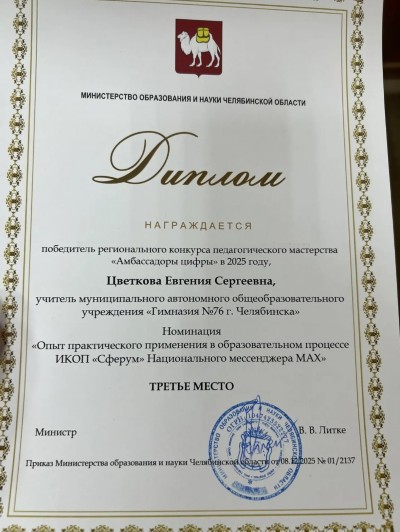 МИНИСТЕРСТВО ОБРАЗОВАНИЯ И НАУКИ ЧЕЛЯБИНСКОЙ ОБЛАСТИ
Диплом
НАГРАЖДАЕТСЯ
победитель регионального конкурса педагогического мастерства
«Амбассадоры цифры» в 2025 году,
Цветкова Евгения Сергеевна,
учитель муниципального автономного общеобразовательного
учреждения «Гимназия №76 г. Челябинска»
Номинация
«Опыт практического применения в образовательном процессе
ИКОП «Сферум» Национального мессенджера MAX»
ТРЕТЬЕ МЕСТО
Министр
В. В. Литке
Приказ Министерства образования и науки Челябинской области от 08.12.2025 № 01/2137